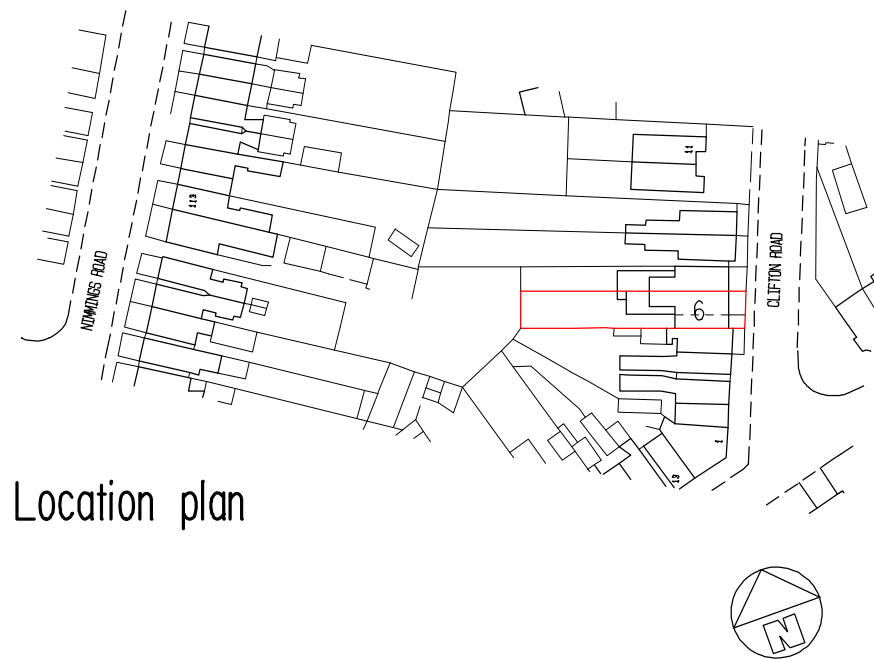 11
113
NIMMINGS ROAD
CLIFTON ROAD
6
1
13
Location plan
N